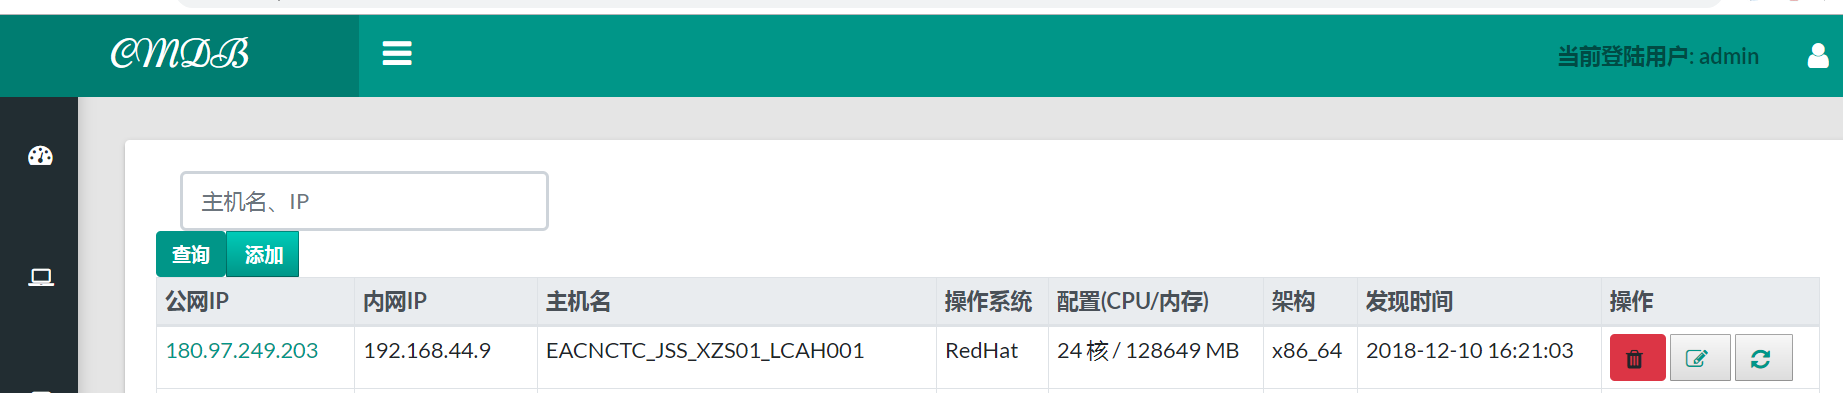 CMDB
当前登陆用户: admin
主机名、IP
查询 添加
公网IP 内网IP 主机名 操作系统 配置(CPU/内存) 架构 发现时间 操作
180.97.249.203 192.168.44.9 EACNCTC_JSS_XZS01_LCAH001 RedHat 24 核 / 128649 MB x86_64 2018-12-10 16:21:03